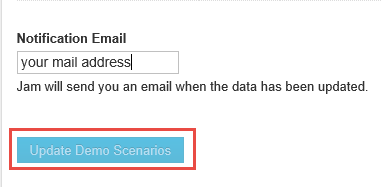 Notification Email
your mail address
Jam will send you an email when the data has been updated.
Update Demo Scenarios